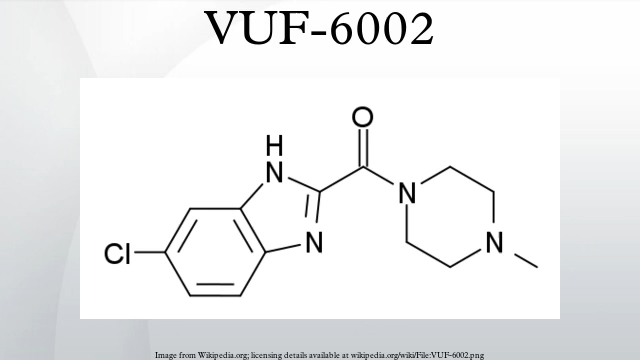 VUF-6002
O
H
N
N
N
N
Cl
Image from Wikipedia.org; licensing details available at wikipedia.org/wiki/File:VUF-6002.png